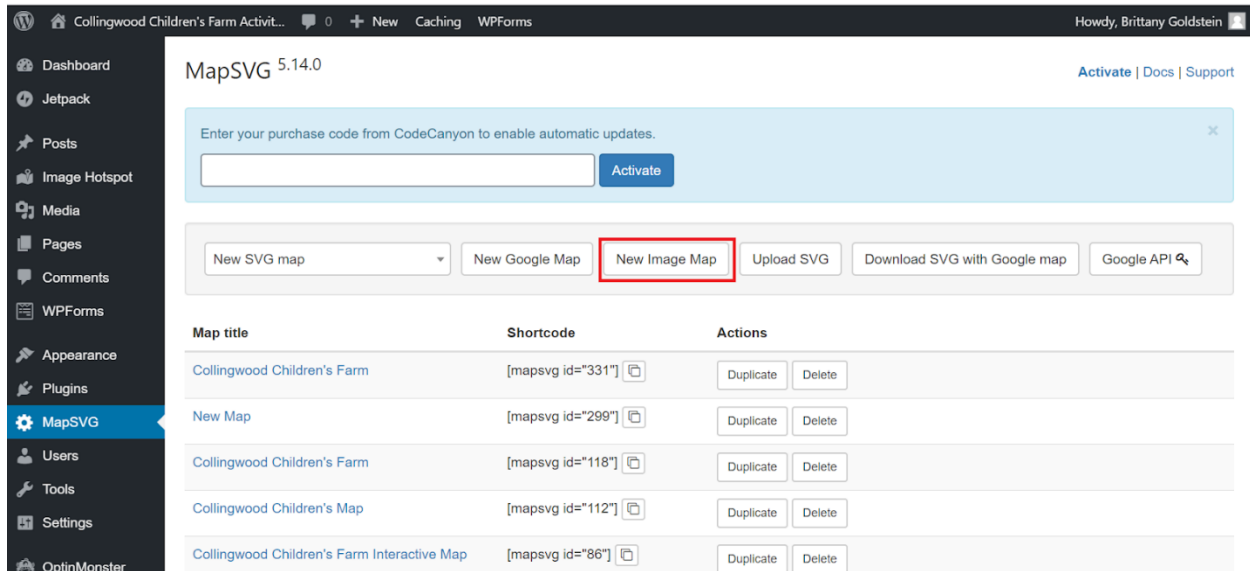 Collingwood Children's Farm Activit... 0 + New Caching WPForms Howdy, Brittany Goldstein
Dashboard
Jetpack
Posts
Image Hotspot
Media
Pages
Comments
WPForms
Appearance
Plugins
MapSVG
Users
Tools
Settings
OptinMonster
MapSVG 5.14.0
Activate | Docs | Support
Enter your purchase code from CodeCanyon to enable automatic updates. ×
Activate
New SVG map New Google Map New Image Map Upload SVG Download SVG with Google map Google API
Map title Shortcode Actions
Collingwood Children's Farm [mapsvg id="331"] Duplicate Delete
New Map [mapsvg id="299"] Duplicate Delete
Collingwood Children's Farm [mapsvg id="118"] Duplicate Delete
Collingwood Children's Map [mapsvg id="112"] Duplicate Delete
Collingwood Children's Farm Interactive Map [mapsvg id="86"] Duplicate Delete